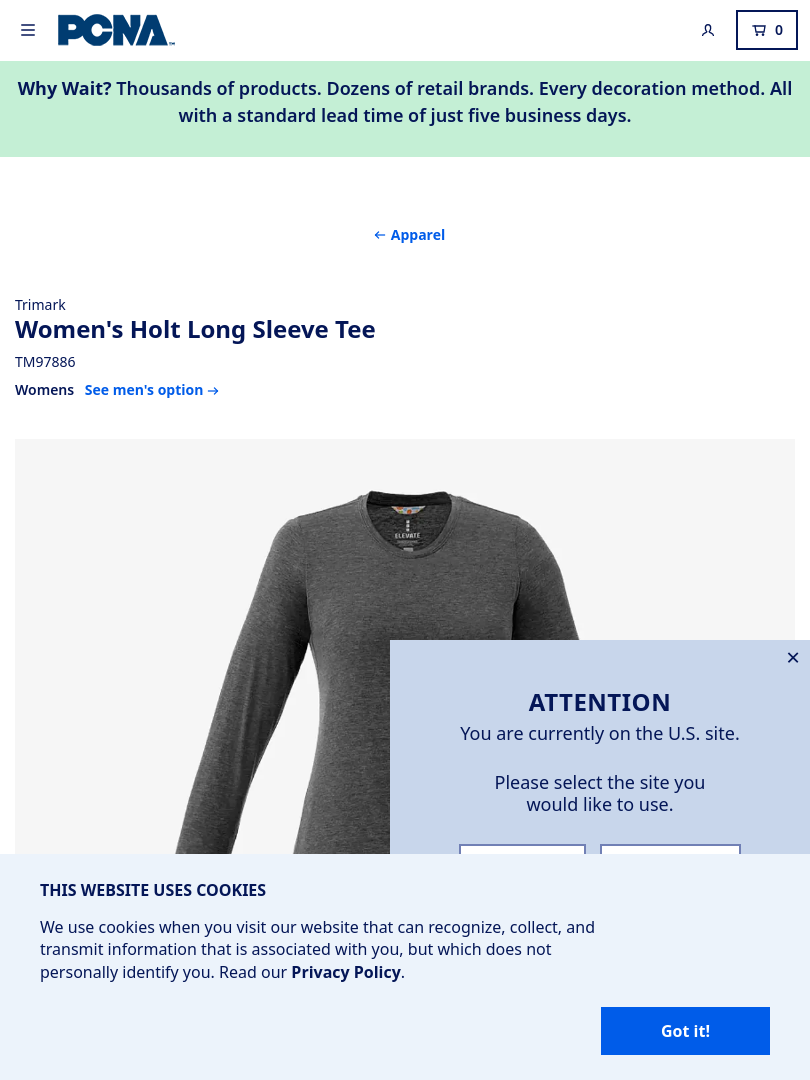 PCNA
0
Why Wait? Thousands of products. Dozens of retail brands. Every decoration method. All
with a standard lead time of just five business days.
← Apparel
Trimark
Women's Holt Long Sleeve Tee
TM97886
Womens See men's option →
ELEVATE
ATTENTION
You are currently on the U.S. site.
Please select the site you
would like to use.
THIS WEBSITE USES COOKIES
We use cookies when you visit our website that can recognize, collect, and
transmit information that is associated with you, but which does not
personally identify you. Read our Privacy Policy.
Got it!